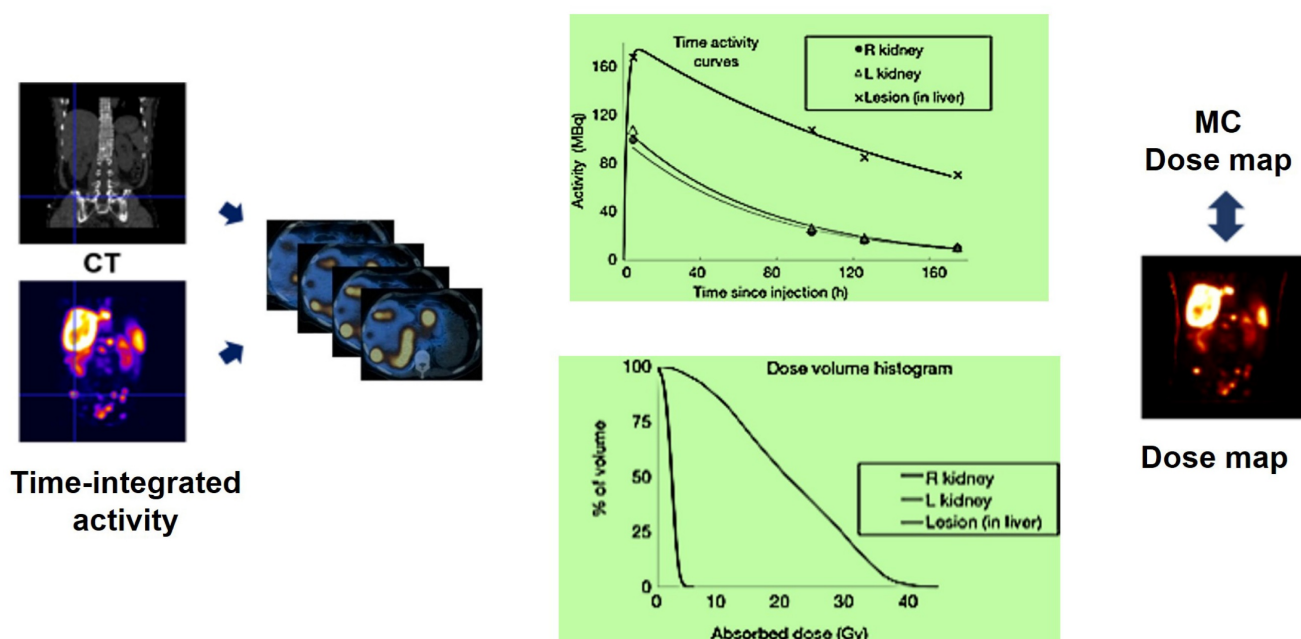 CT
Time-integrated
activity
Time activity
curves
R kidney
L kidney
Lesion (in liver)
Activity (MBq)
160
120
80
40
0
0
40
80
120
160
Time since injection (h)
Dose volume histogram
% of volume
100
75
50
25
0
R kidney
L kidney
Lesion (in liver)
0
10
20
30
40
Absorbed dose (Gy)
MC
Dose map
Dose map